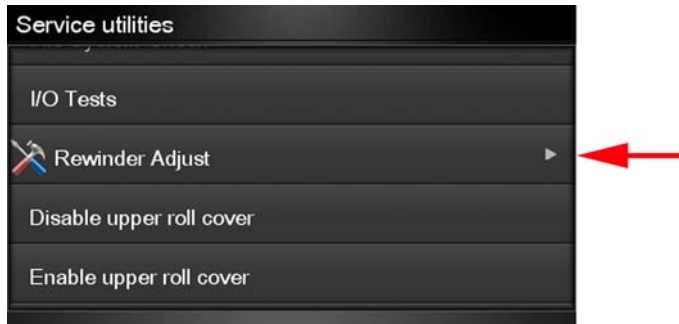 Service utilities
I/O Tests
Rewinder Adjust
Disable upper roll cover
Enable upper roll cover